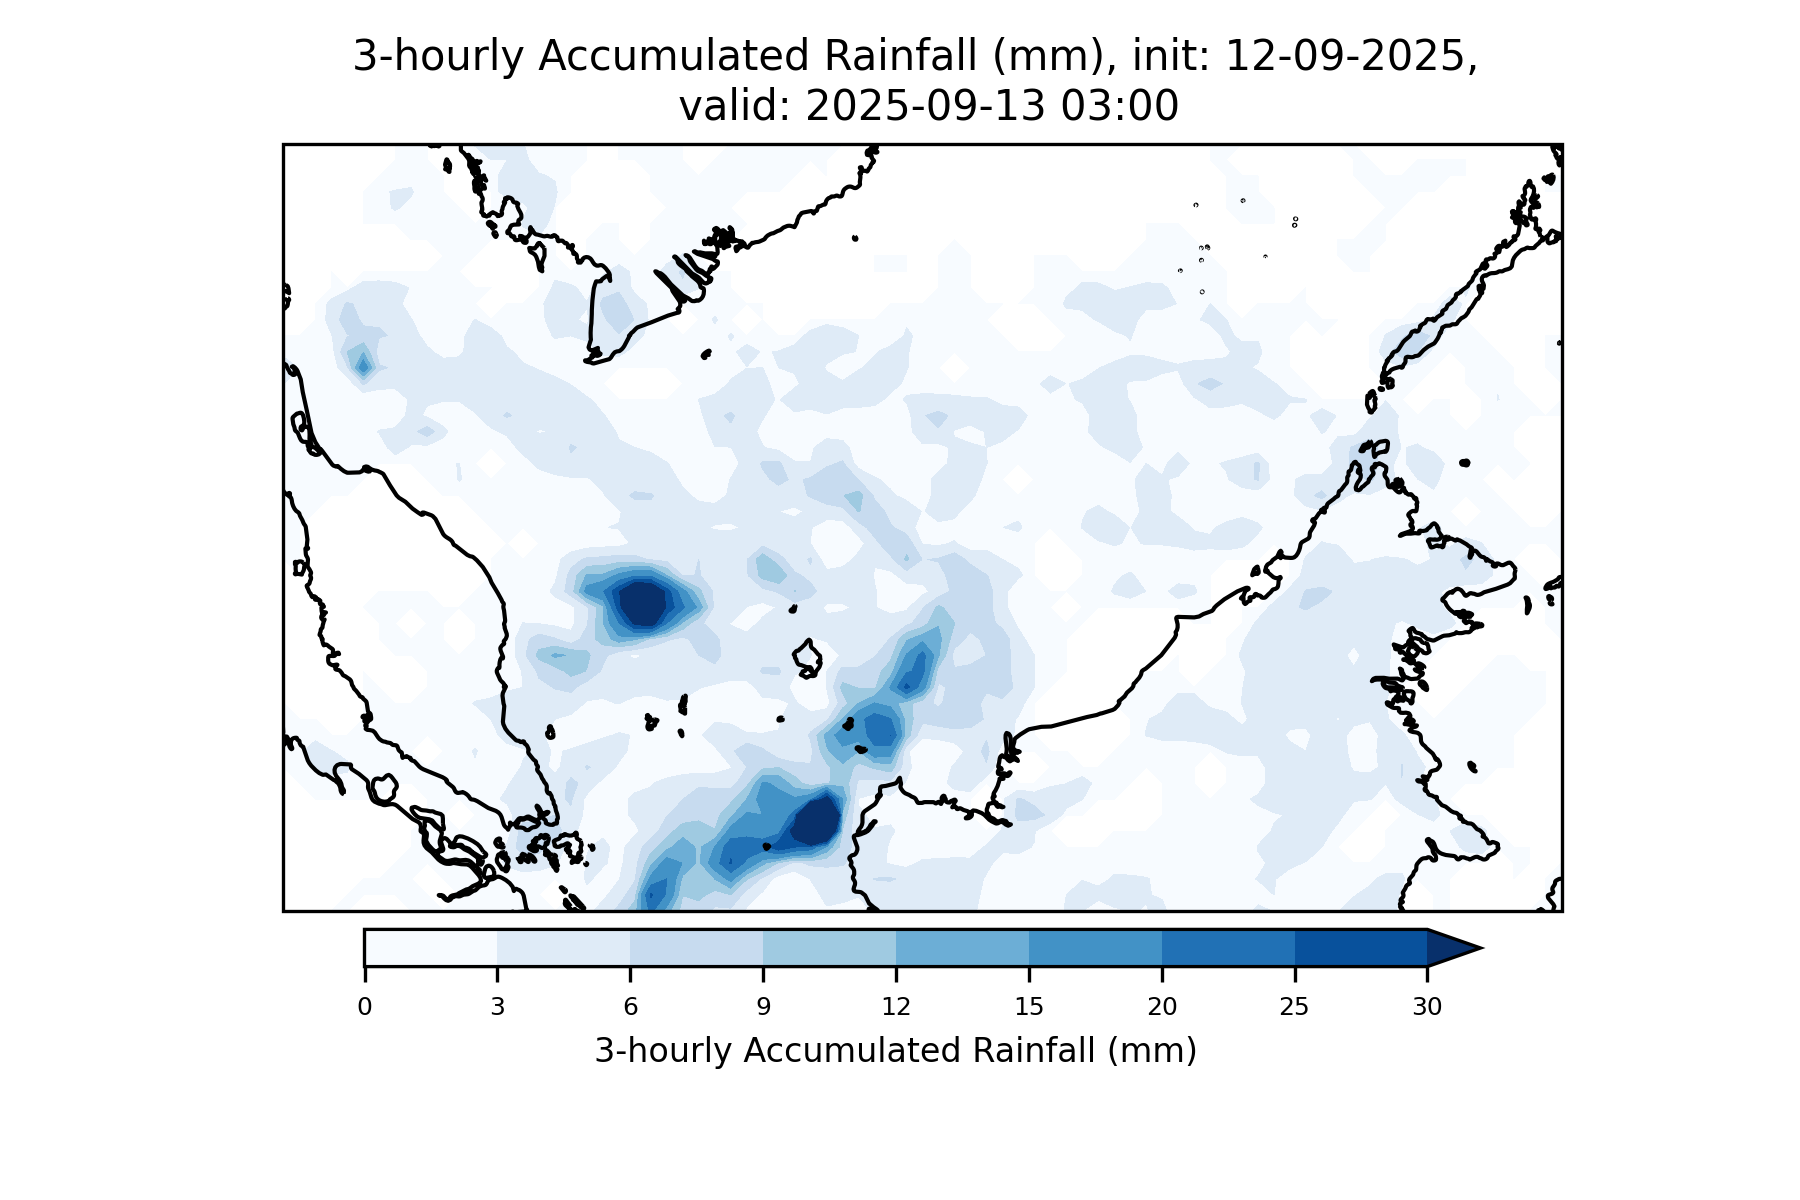 3-hourly Accumulated Rainfall (mm), init: 12-09-2025,
valid: 2025-09-13 03:00
0 3 6 9 12 15 20 25 30
3-hourly Accumulated Rainfall (mm)